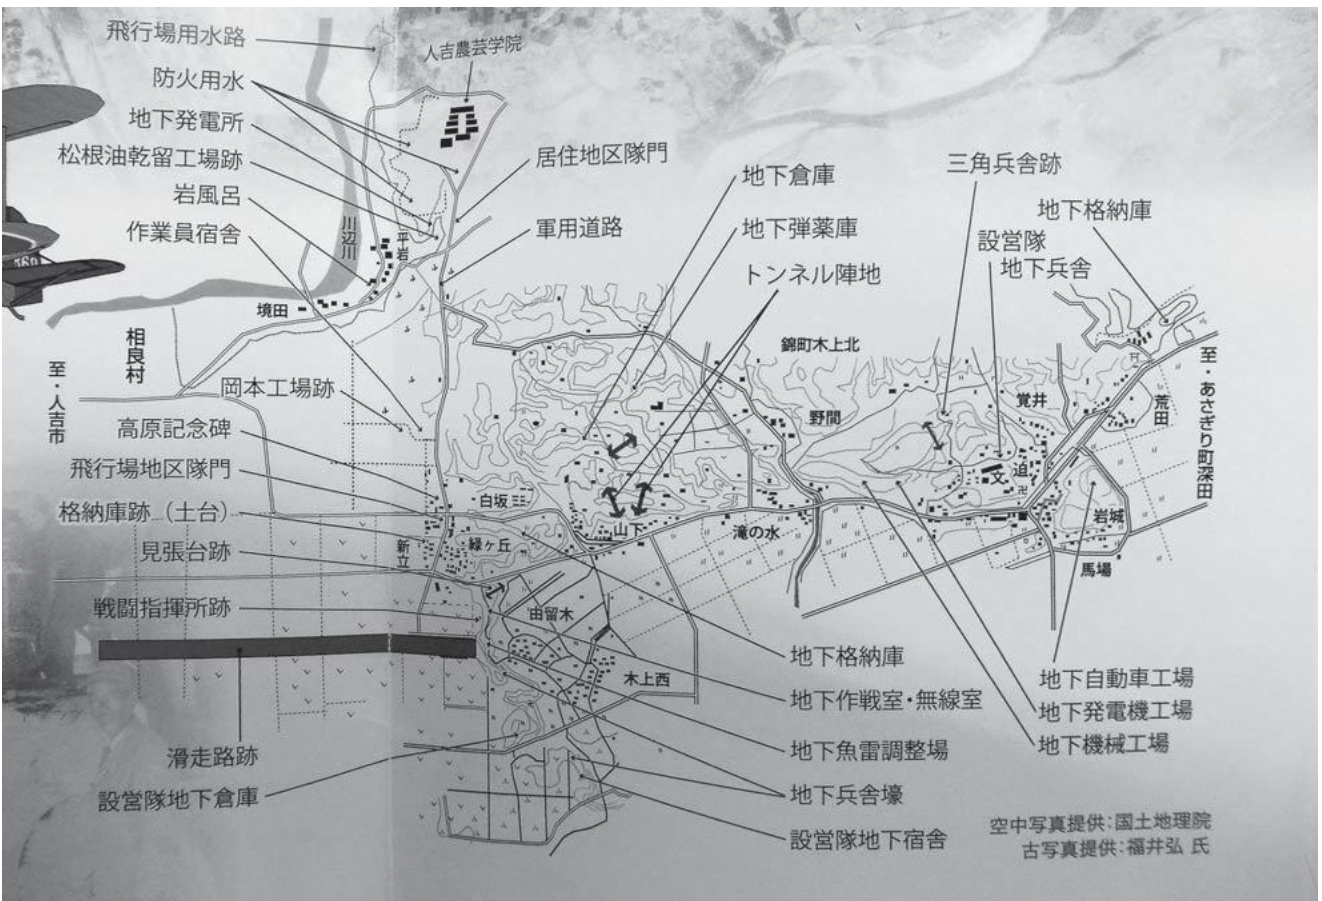 飛行場用水路
防火用水
地下発電所
松根油乾留工場跡
岩風呂
作業員宿舎
人吉農芸学院
居住地区隊門
軍用道路
川辺川
平岩
境田
相良村
至・人吉市
岡本工場跡
高原記念碑
飛行場地区隊門
格納庫跡（土台）
見張台跡
戦闘指揮所跡
滑走路跡
設営隊地下倉庫
地下倉庫
地下弾薬庫
トンネル陣地
三角兵舎跡
地下格納庫
設営隊
地下兵舎
錦町木上北
野間
覚井
荒田
至・あさぎり町深田
迫
文
卍
岩城
馬場
白坂
山下
滝の水
緑ヶ丘
新立
由留木
木上西
地下格納庫
地下作戦室・無線室
地下魚雷調整場
地下兵舎壕
設営隊地下宿舎
地下自動車工場
地下発電機工場
地下機械工場
空中写真提供:国土地理院
古写真提供:福井弘 氏